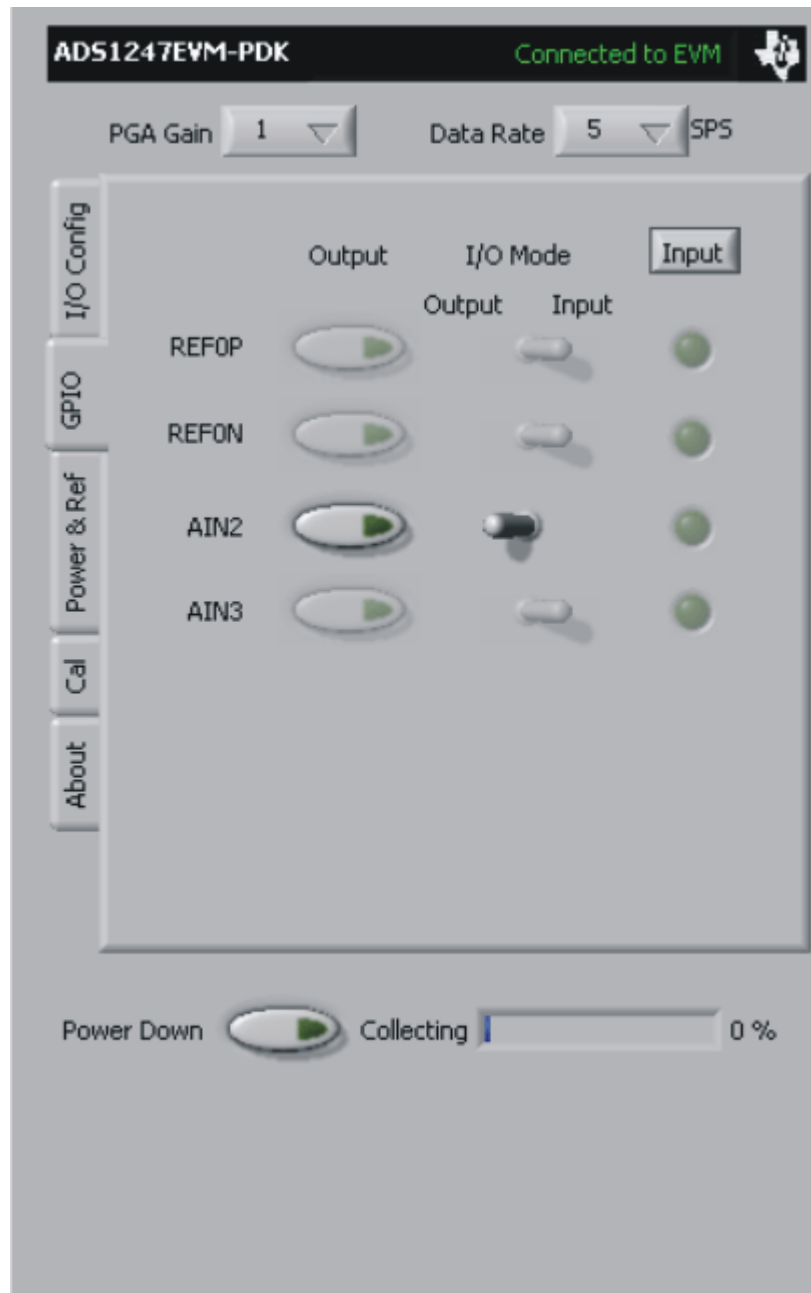 ADS1247EVM-PDK Connected to EVM
PGA Gain 1 Data Rate 5 SPS
I/O Config
GPIO
Power & Ref
Cal
About
Output I/O Mode Input
Output Input
REF0P
REF0N
AIN2
AIN3
Power Down Collecting 0 %